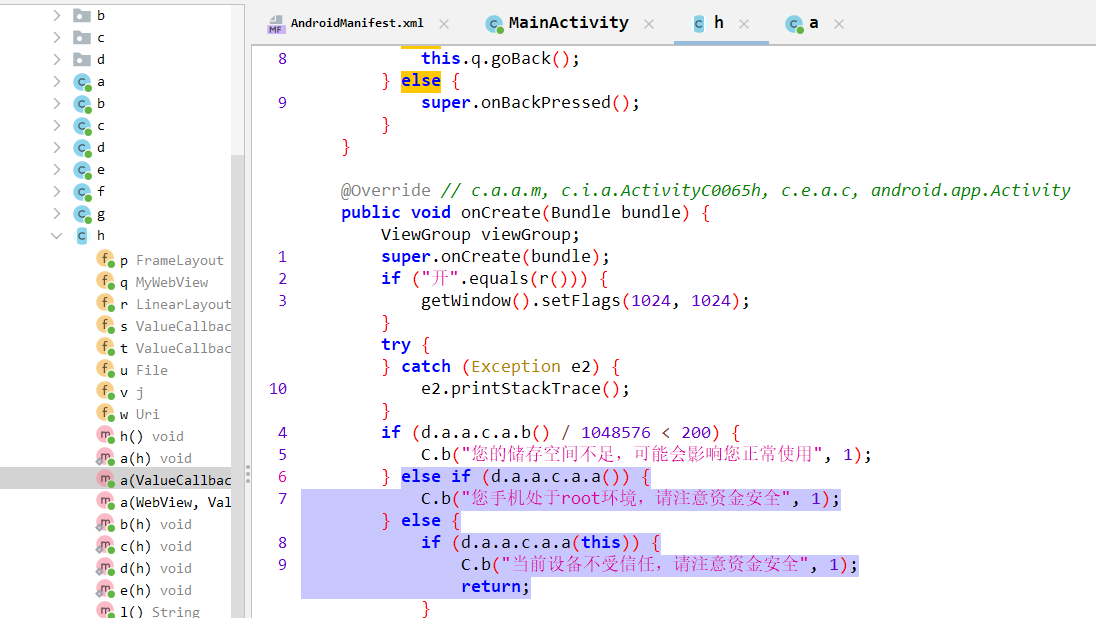 b
c
d
a
b
c
d
e
f
g
h
p FrameLayout
q MyWebView
r LinearLayout
s ValueCallbac
t ValueCallbac
u File
v j
w Uri
h() void
a(h) void
a(ValueCallbac
a(WebView, Val
b(h) void
c(h) void
d(h) void
e(h) void
l() String
MF AndroidManifest.xml
C MainActivity
C h
C a
8 this.q.goBack();
} else {
9 super.onBackPressed();
}
}
@Override // c.a.a.m, c.i.a.ActivityC0065h, c.e.a.c, android.app.Activity
public void onCreate(Bundle bundle) {
ViewGroup viewGroup;
1 super.onCreate(bundle);
2 if ("开".equals(r())) {
3 getWindow().setFlags(1024, 1024);
}
try {
} catch (Exception e2) {
10 e2.printStackTrace();
}
4 if (d.a.a.c.a.b() / 1048576 < 200) {
5 C.b("您的储存空间不足，可能会影响您正常使用", 1);
6 } else if (d.a.a.c.a.a()) {
7 C.b("您手机处于root环境，请注意资金安全", 1);
} else {
8 if (d.a.a.c.a.a(this)) {
9 C.b("当前设备不受信任，请注意资金安全", 1);
return;
}